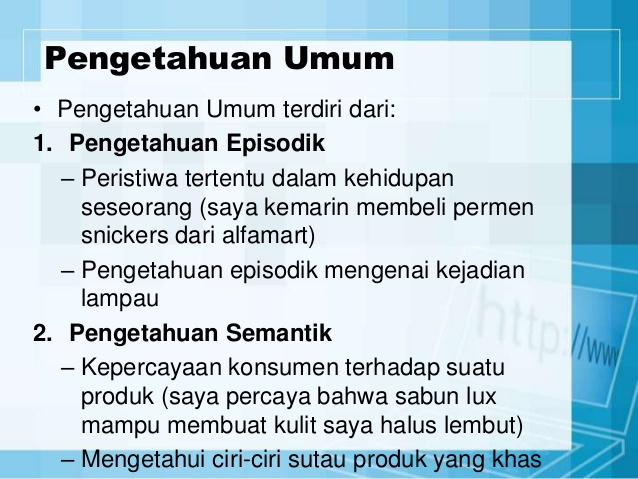 Pengetahuan Umum
• Pengetahuan Umum terdiri dari:
1. Pengetahuan Episodik
– Peristiwa tertentu dalam kehidupan
seseorang (saya kemarin membeli permen
snickers dari alfamart)
– Pengetahuan episodik mengenai kejadian
lampau
2. Pengetahuan Semantik
– Kepercayaan konsumen terhadap suatu
produk (saya percaya bahwa sabun lux
mampu membuat kulit saya halus lembut)
– Mengetahui ciri-ciri sutau produk yang khas
http://www